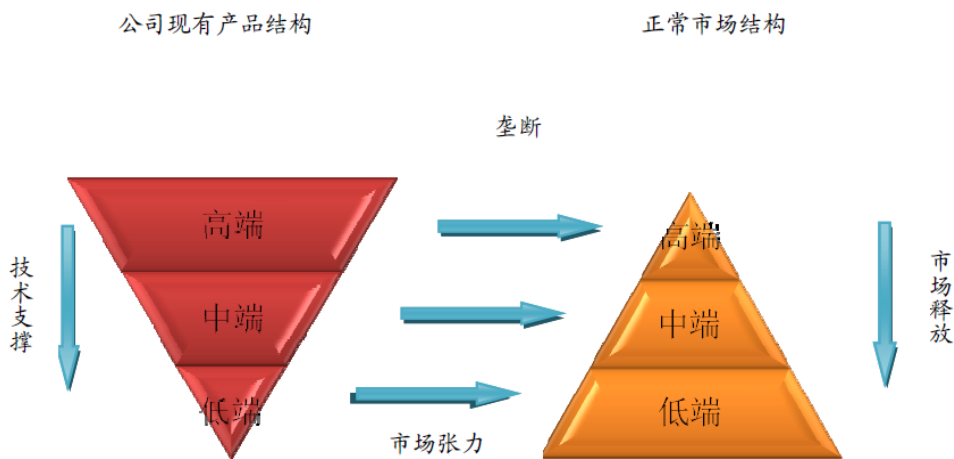 公司现有产品结构
正常市场结构
垄断
高端
中端
低端
高端
中端
低端
技术支撑
市场张力
市场释放